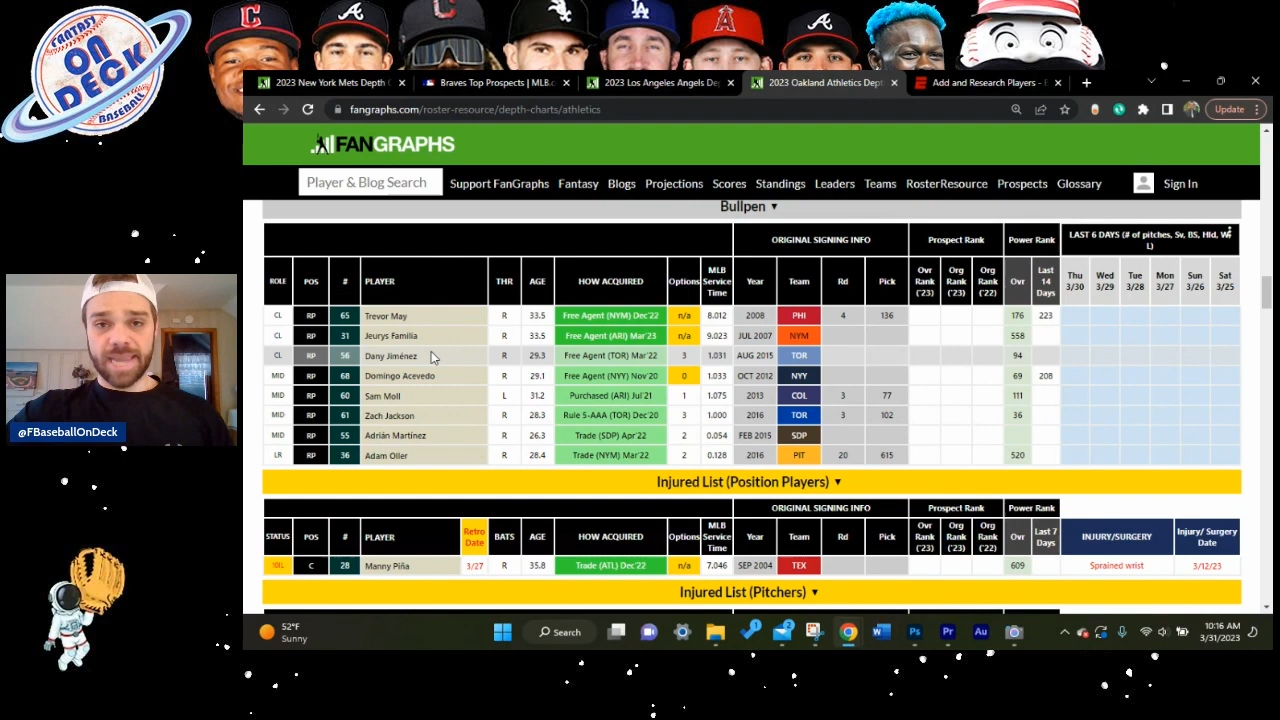 FANTASY
ON
DECK
BASEBALL
2023 New York Mets Depth C
Braves Top Prospects | MLB.c
2023 Los Angeles Angels De
2023 Oakland Athletics Dept
Add and Research Players -
fangraphs.com/roster-resource/depth-charts/athletics
Update
FANGRAPHS
Player & Blog Search
Support FanGraphs Fantasy Blogs Projections Scores Standings Leaders Teams RosterResource Prospects Glossary Sign In
Bullpen ▼
ORIGINAL SIGNING INFO Prospect Rank Power Rank LAST 6 DAYS (# of pitches, Sv, BS, Hld, W, L)
ROLE POS # PLAYER THR AGE HOW ACQUIRED Options MLB Service Time Year Team Rd Pick Ovr Rank ('23) Org Rank ('23) Org Rank ('22) Ovr Last 14 Days Thu 3/30 Wed 3/29 Tue 3/28 Mon 3/27 Sun 3/26 Sat 3/25
CL RP 65 Trevor May R 33.5 Free Agent (NYM) Dec'22 n/a 8.012 2008 PHI 4 136 176 223
CL RP 31 Jeurys Familia R 33.5 Free Agent (ARI) Mar'23 n/a 9.023 JUL 2007 NYM 558
CL RP 56 Dany Jiménez R 29.3 Free Agent (TOR) Mar'22 3 1.031 AUG 2015 TOR 94
MID RP 68 Domingo Acevedo R 29.1 Free Agent (NYY) Nov'20 0 1.033 OCT 2012 NYY 69 208
MID RP 60 Sam Moll L 31.2 Purchased (ARI) Jul'21 1 1.075 2013 COL 3 77 111
MID RP 61 Zach Jackson R 28.3 Rule 5-AAA (TOR) Dec'20 3 1.000 2016 TOR 3 102 36
MID RP 55 Adrián Martínez R 26.3 Trade (SDP) Apr'22 2 0.054 FEB 2015 SDP
LR RP 36 Adam Oller R 28.4 Trade (NYM) Mar'22 2 0.128 2016 PIT 20 615 520
Injured List (Position Players) ▼
ORIGINAL SIGNING INFO Prospect Rank Power Rank
STATUS POS # PLAYER Retro Date BATS AGE HOW ACQUIRED Options MLB Service Time Year Team Rd Pick Ovr Rank ('23) Org Rank ('23) Org Rank ('22) Ovr Last 7 Days INJURY/SURGERY Injury/ Surgery Date
10IL C 28 Manny Piña 3/27 R 35.8 Trade (ATL) Dec'22 n/a 7.046 SEP 2004 TEX 609 Sprained wrist 3/12/23
Injured List (Pitchers) ▼
@FBaseballOnDeck
52°F
Sunny
Search
10:16 AM
3/31/2023